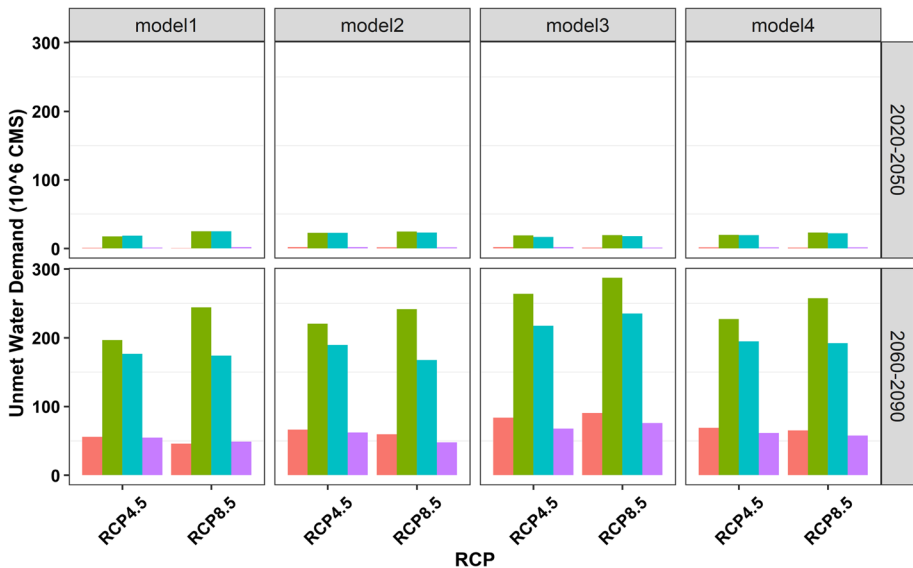 model1 model2 model3 model4
300
200
100
0
2020-2050
Unmet Water Demand (10^6 CMS)
300
200
100
0
2060-2090
RCP4.5 RCP8.5 RCP4.5 RCP8.5 RCP4.5 RCP8.5 RCP4.5 RCP8.5
RCP